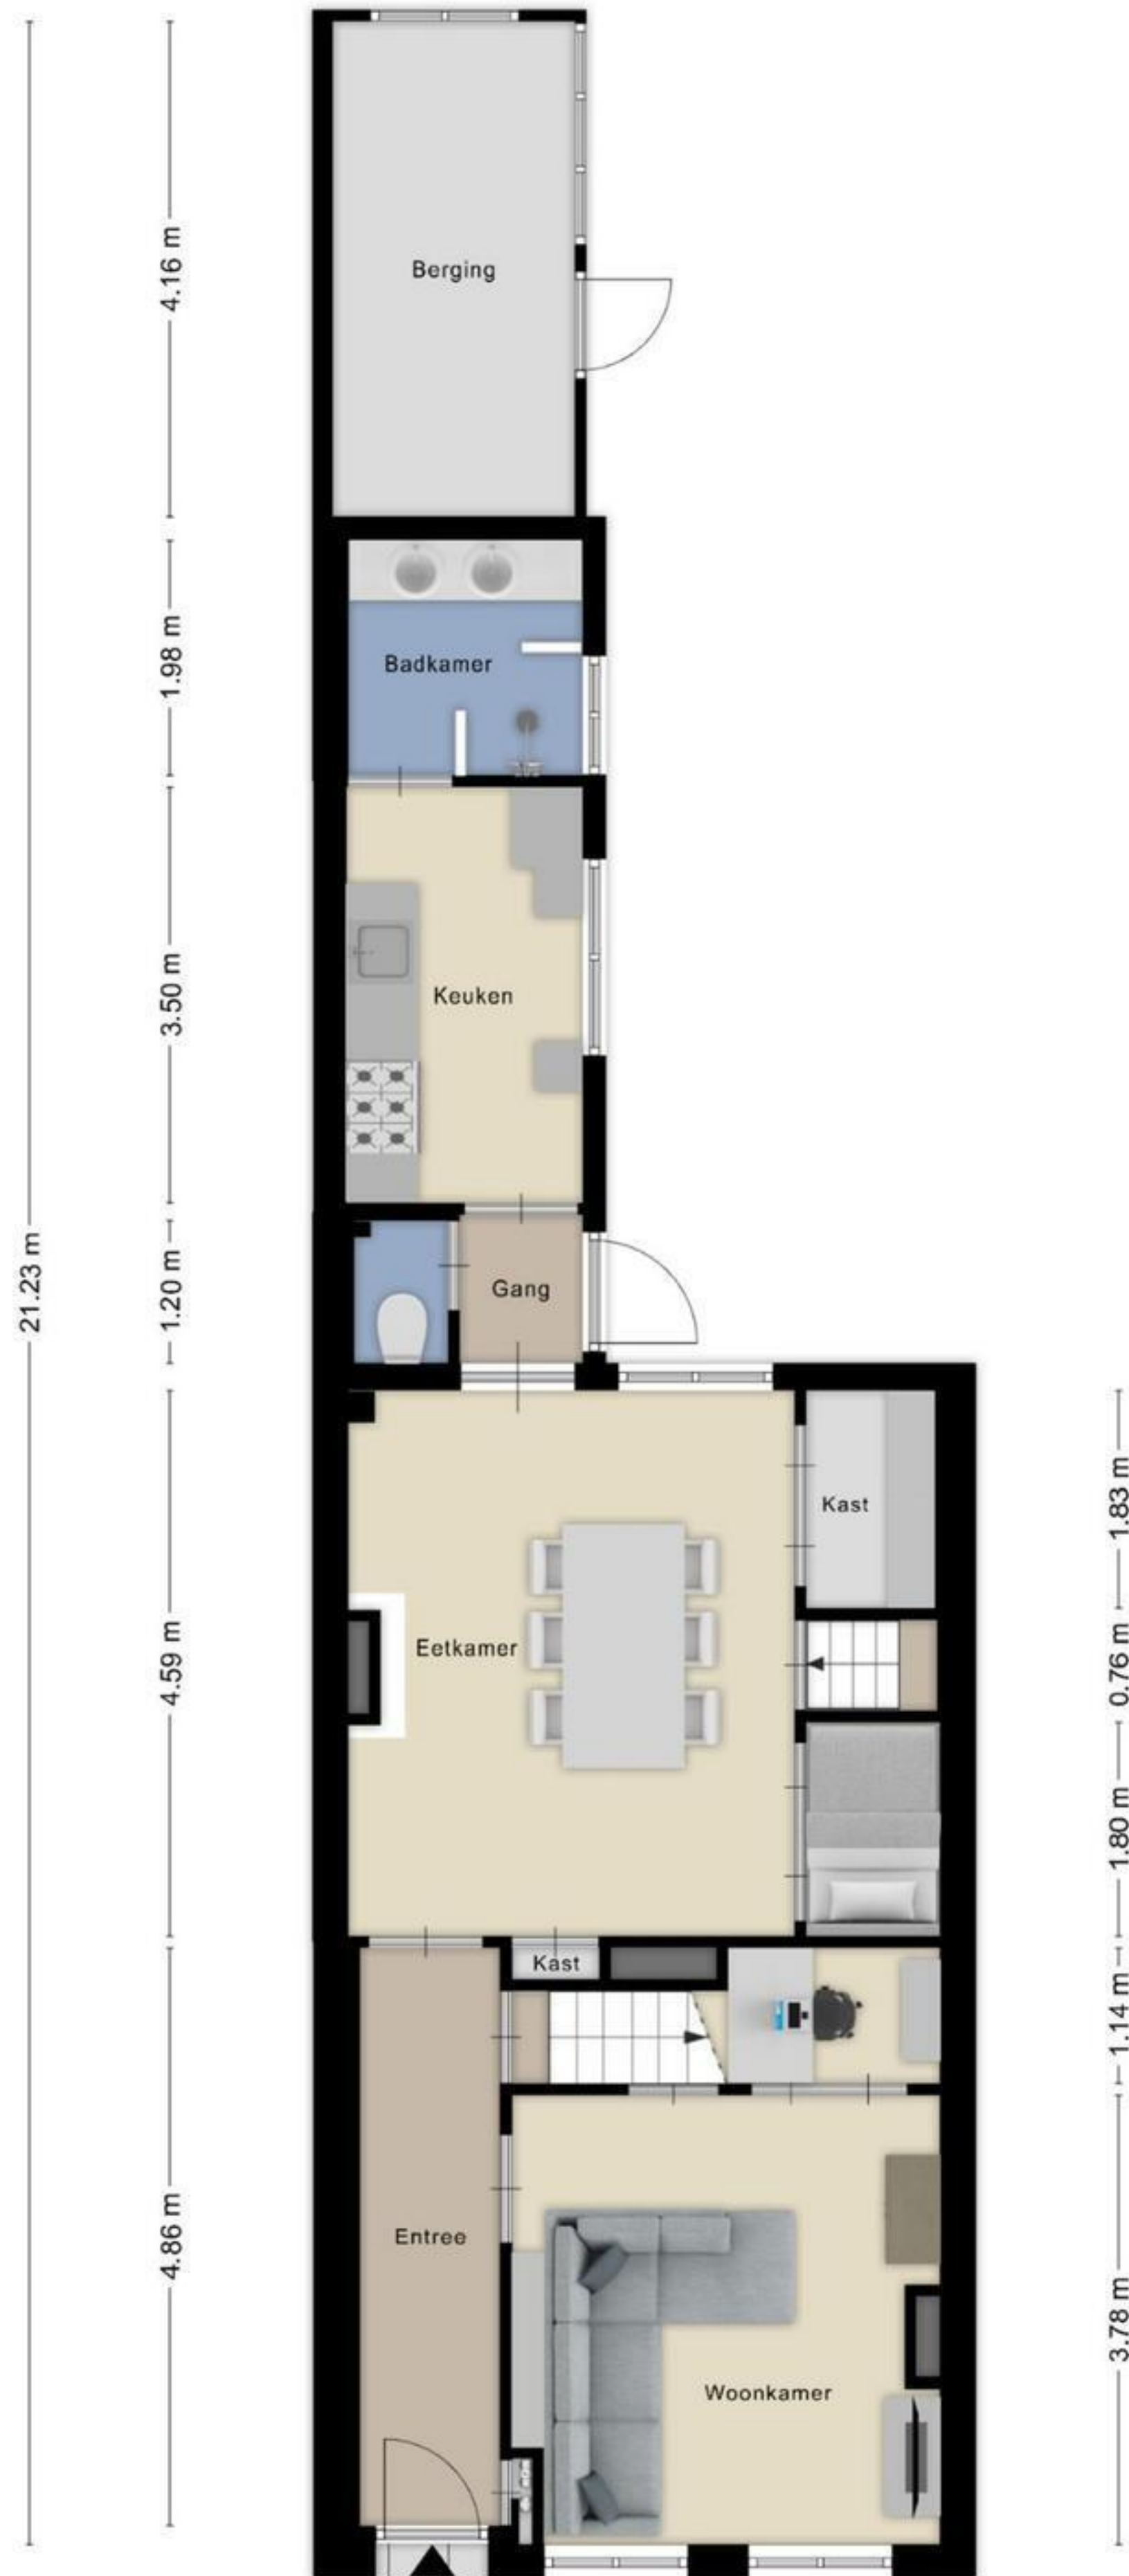 Berging
4.16 m
Badkamer
1.98 m
Keuken
3.50 m
21.23 m
Gang
1.20 m
Kast
1.83 m
Eetkamer
4.59 m
0.76 m
1.80 m
Kast
1.14 m
Entree
4.86 m
3.78 m
Woonkamer